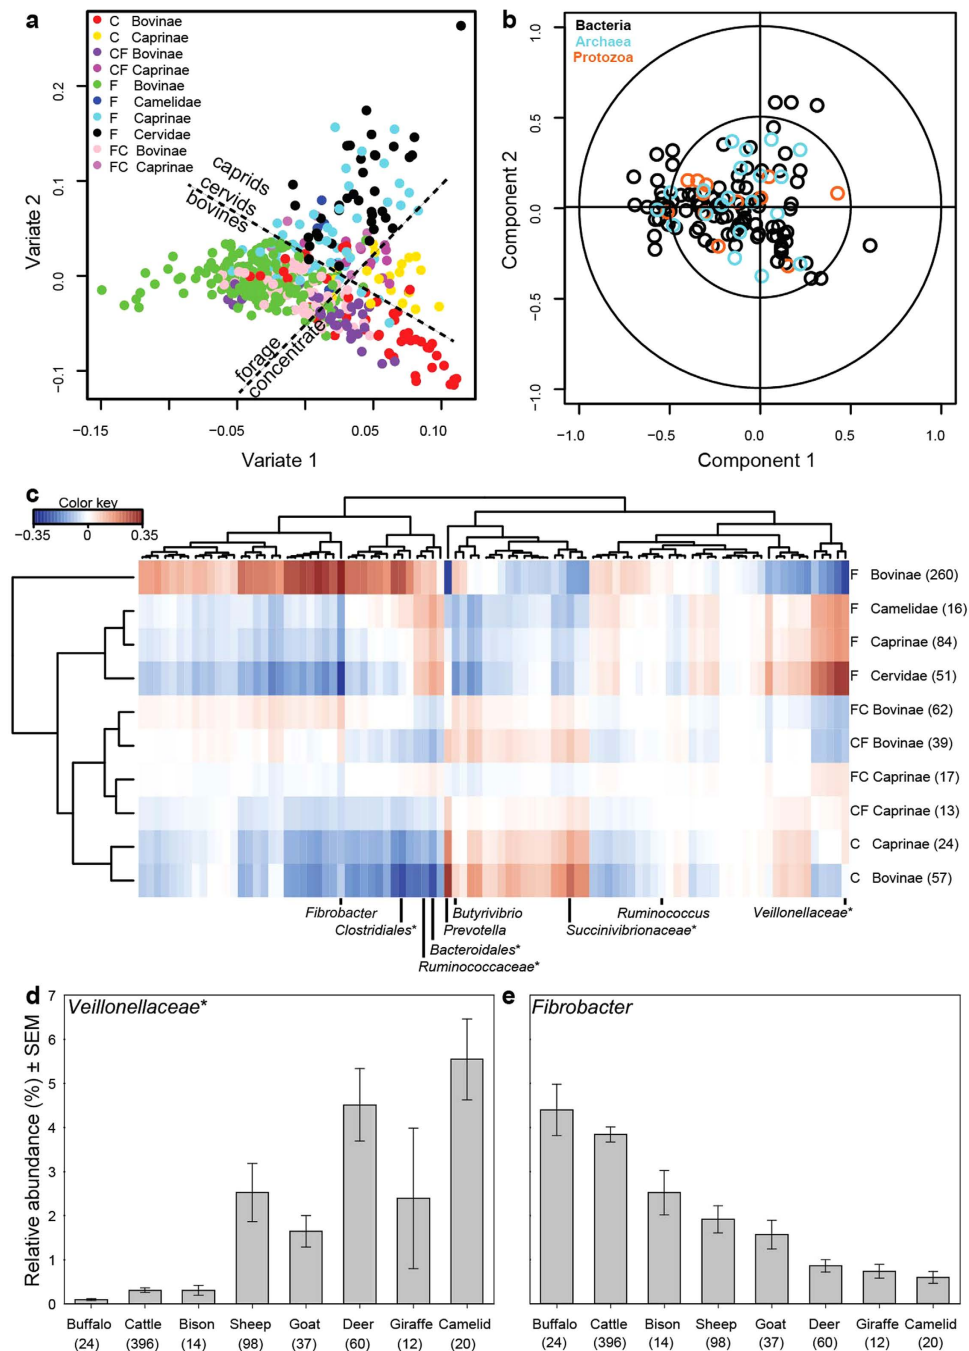 a
C Bovinae
C Caprinae
CF Bovinae
CF Caprinae
F Bovinae
F Camelidae
F Caprinae
F Cervidae
FC Bovinae
FC Caprinae
caprids
cervids
bovines
forage
concentrate
0.2
0.1
0.0
−0.1
Variate 2
−0.15
−0.05
0.05
0.10
Variate 1
b
Bacteria
Archaea
Protozoa
1.0
0.5
0.0
−0.5
−1.0
Component 2
−1.0
−0.5
0.0
0.5
1.0
Component 1
c
Color key
−0.35
0
0.35
F Bovinae (260)
F Camelidae (16)
F Caprinae (84)
F Cervidae (51)
FC Bovinae (62)
CF Bovinae (39)
FC Caprinae (17)
CF Caprinae (13)
C Caprinae (24)
C Bovinae (57)
Fibrobacter
Butyrivibrio
Ruminococcus
Veillonellaceae*
Clostridiales*
Prevotella
Succinivibrionaceae*
Bacteroidales*
Ruminococcaceae*
d
Veillonellaceae*
Relative abundance (%) ± SEM
7
6
5
4
3
2
1
0
Buffalo Cattle Bison Sheep Goat Deer Giraffe Camelid
(24) (396) (14) (98) (37) (60) (12) (20)
e
Fibrobacter
Buffalo Cattle Bison Sheep Goat Deer Giraffe Camelid
(24) (396) (14) (98) (37) (60) (12) (20)